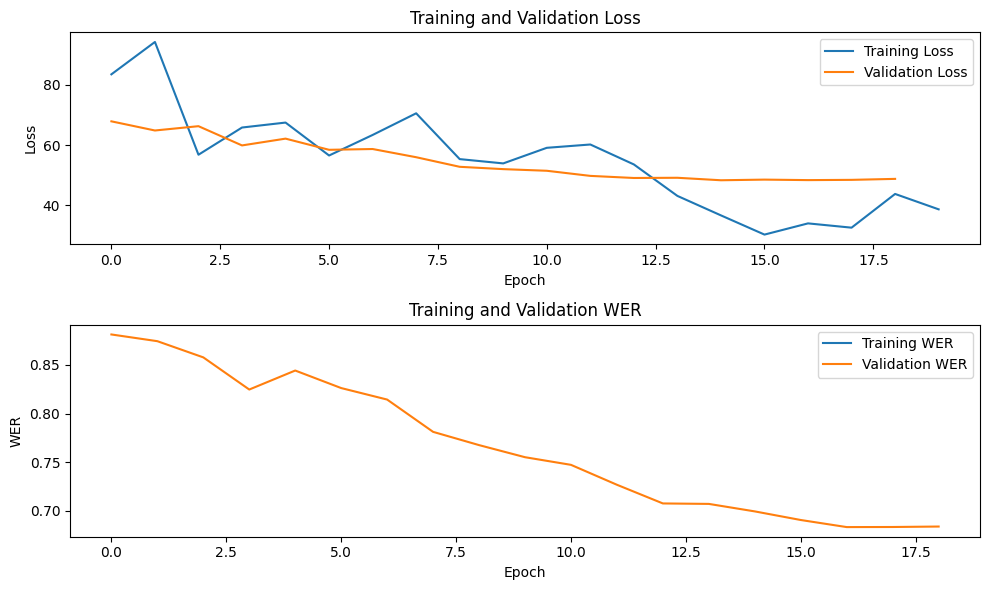 Training and Validation Loss
Training Loss
Validation Loss
Loss
80
60
40
0.0 2.5 5.0 7.5 10.0 12.5 15.0 17.5
Epoch
Training and Validation WER
Training WER
Validation WER
WER
0.85
0.80
0.75
0.70
0.0 2.5 5.0 7.5 10.0 12.5 15.0 17.5
Epoch